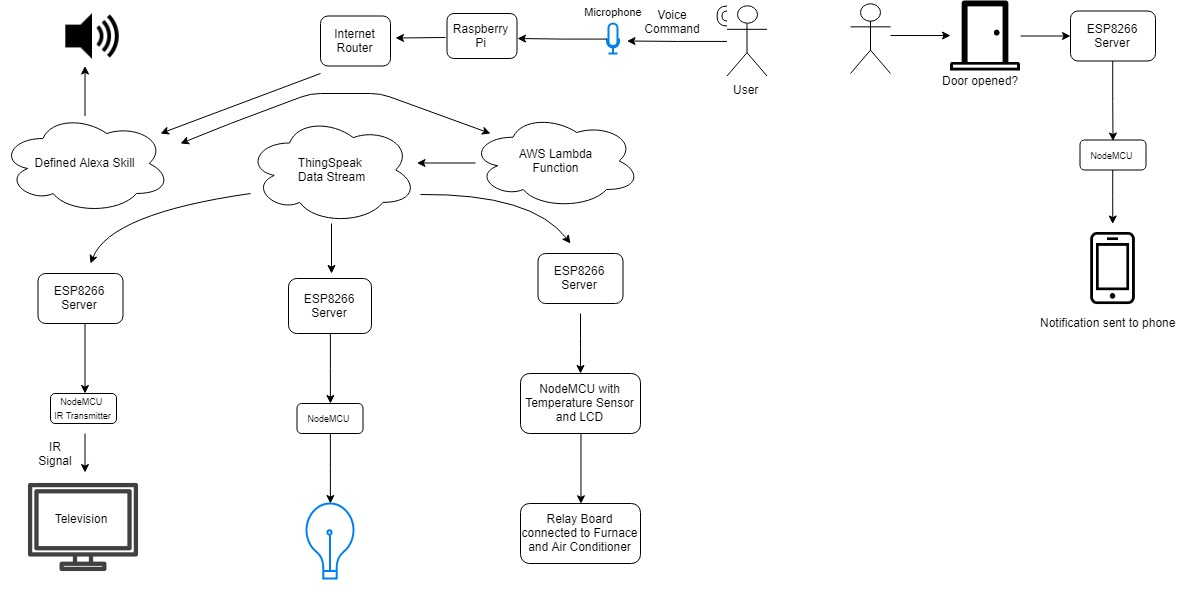 Microphone
Voice
Command
Internet
Router
Raspberry
Pi
User
Defined Alexa Skill
ThingSpeak
Data Stream
AWS Lambda
Function
ESP8266
Server
NodeMCU
IR Transmitter
IR
Signal
Television
ESP8266
Server
NodeMCU
ESP8266
Server
NodeMCU with
Temperature Sensor
and LCD
Relay Board
connected to Furnace
and Air Conditioner
Door opened?
ESP8266
Server
NodeMCU
Notification sent to phone